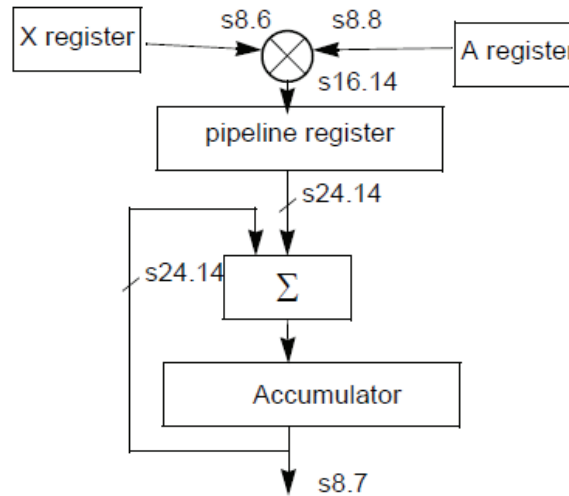 X register
s8.6
s8.8
A register
s16.14
pipeline register
s24.14
s24.14
Σ
Accumulator
s8.7